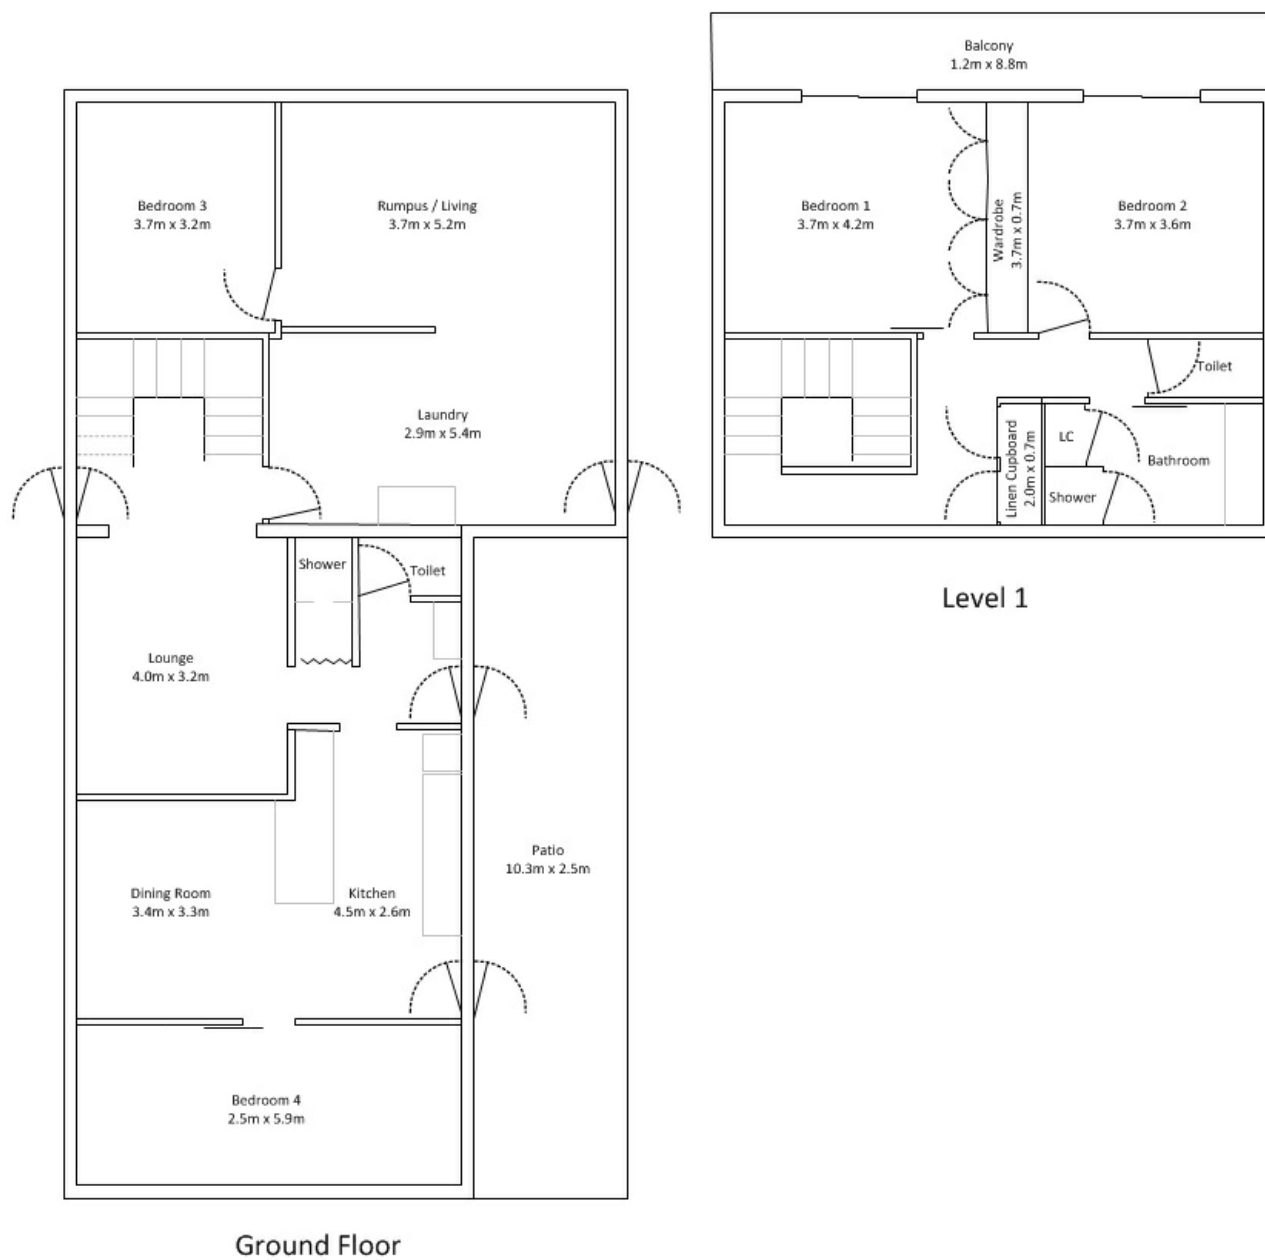 Balcony
1.2m x 8.8m
Bedroom 3
3.7m x 3.2m
Rumpus / Living
3.7m x 5.2m
Bedroom 1
3.7m x 4.2m
Wardrobe
3.7m x 0.7m
Bedroom 2
3.7m x 3.6m
Laundry
2.9m x 5.4m
Toilet
Linen Cupboard
2.0m x 0.7m
LC
Bathroom
Shower
Shower
Toilet
Level 1
Lounge
4.0m x 3.2m
Patio
10.3m x 2.5m
Dining Room
3.4m x 3.3m
Kitchen
4.5m x 2.6m
Bedroom 4
2.5m x 5.9m
Ground Floor